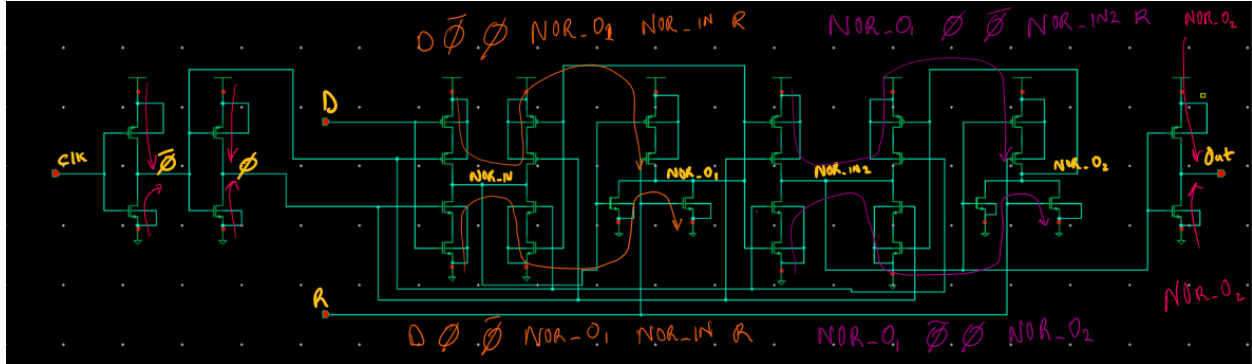 D Φ̅ Φ NOR_O1 NOR_IN R
NOR_O1 Φ Φ̅ NOR_IN2 R
NOR_O2
D
clk
Φ̅
Φ
NOR_IN
NOR_O1
NOR_IN2
NOR_O2
Out
R
D Φ Φ̅ NOR_O1 NOR_IN R
NOR_O1 Φ̅ Φ NOR_O2
NOR_O2